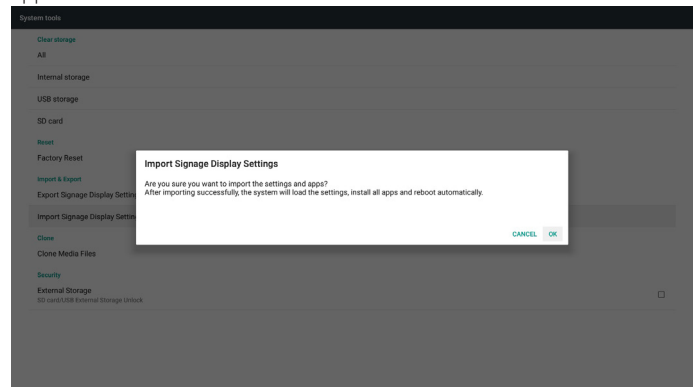 System tools
Clear storage
All
Internal storage
USB storage
SD card
Reset
Factory Reset
Import & Export
Export Signage Display Settin
Import Signage Display Settin
Clone
Clone Media Files
Security
External Storage
SD card/USB External Storage Unlock
Import Signage Display Settings
Are you sure you want to import the settings and apps?
After importing successfully, the system will load the settings, install all apps and reboot automatically.
CANCEL OK